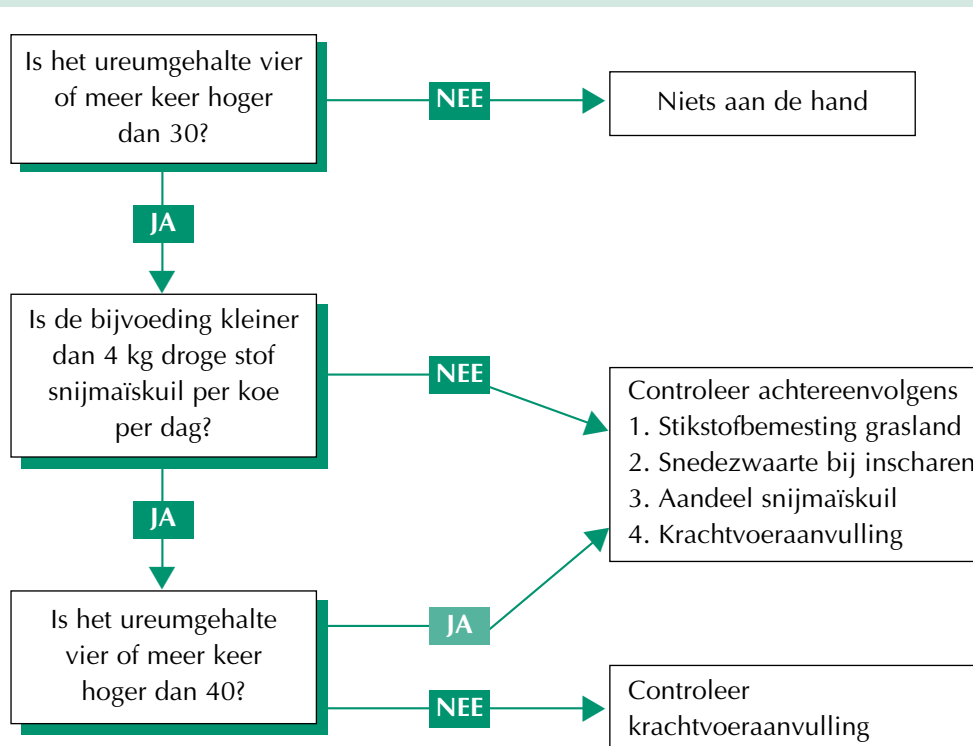 Is het ureumgehalte vier
of meer keer hoger
dan 30?
NEE
Niets aan de hand
JA
Is de bijvoeding kleiner
dan 4 kg droge stof
snijmaïskuil per koe
per dag?
NEE
Controleer achtereenvolgens
1. Stikstofbemesting grasland
2. Snedezwaarte bij inscharen
3. Aandeel snijmaïskuil
4. Krachtvoeraanvulling
JA
Is het ureumgehalte
vier of meer keer
hoger dan 40?
JA
NEE
Controleer
krachtvoeraanvulling